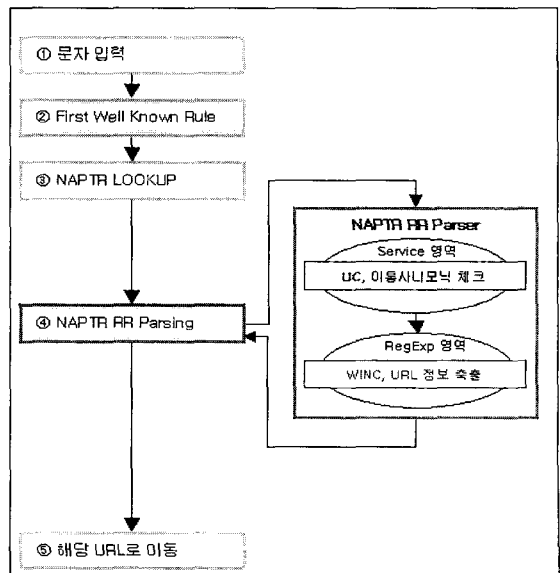 ① 문자 입력
② First Well Known Rule
③ NAPTR LOOKUP
④ NAPTR RR Parsing
NAPTR RR Parser
Service 영역
UC, 이동사니모닉 체크
RegExp 영역
WINC, URL 정보 추출
⑤ 해당 URL로 이동